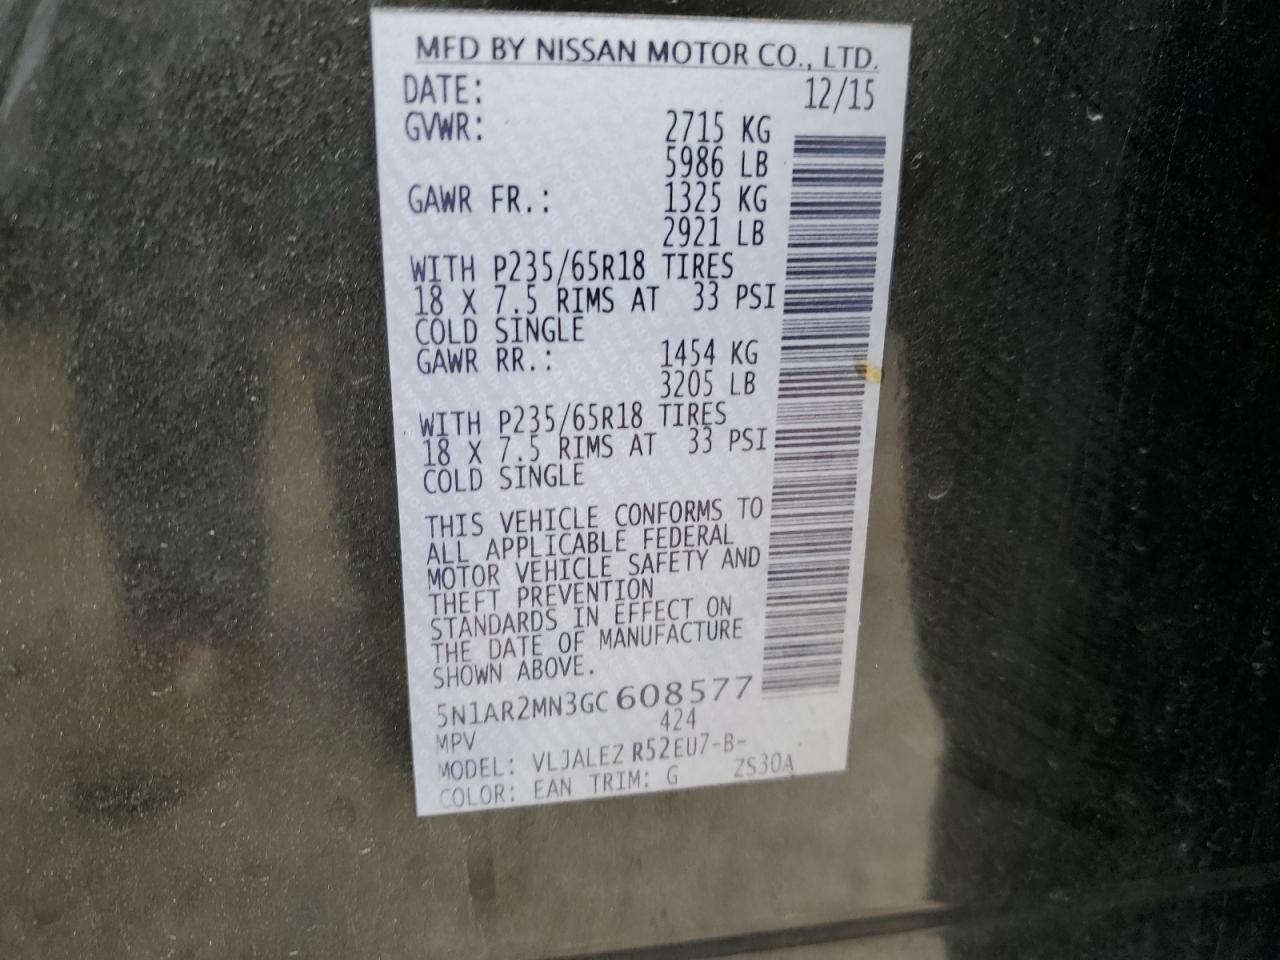 MFD BY NISSAN MOTOR CO., LTD.
DATE: 12/15
GVWR: 2715 KG
5986 LB
GAWR FR.: 1325 KG
2921 LB
WITH P235/65R18 TIRES
18 X 7.5 RIMS AT 33 PSI
COLD SINGLE
GAWR RR.: 1454 KG
3205 LB
WITH P235/65R18 TIRES
18 X 7.5 RIMS AT 33 PSI
COLD SINGLE
THIS VEHICLE CONFORMS TO
ALL APPLICABLE FEDERAL
MOTOR VEHICLE SAFETY AND
THEFT PREVENTION
STANDARDS IN EFFECT ON
THE DATE OF MANUFACTURE
SHOWN ABOVE.
5N1AR2MN3GC608577
MPV 424
MODEL: VLJALEZ R52EU7-B-
COLOR: EAN TRIM: G ZS30A